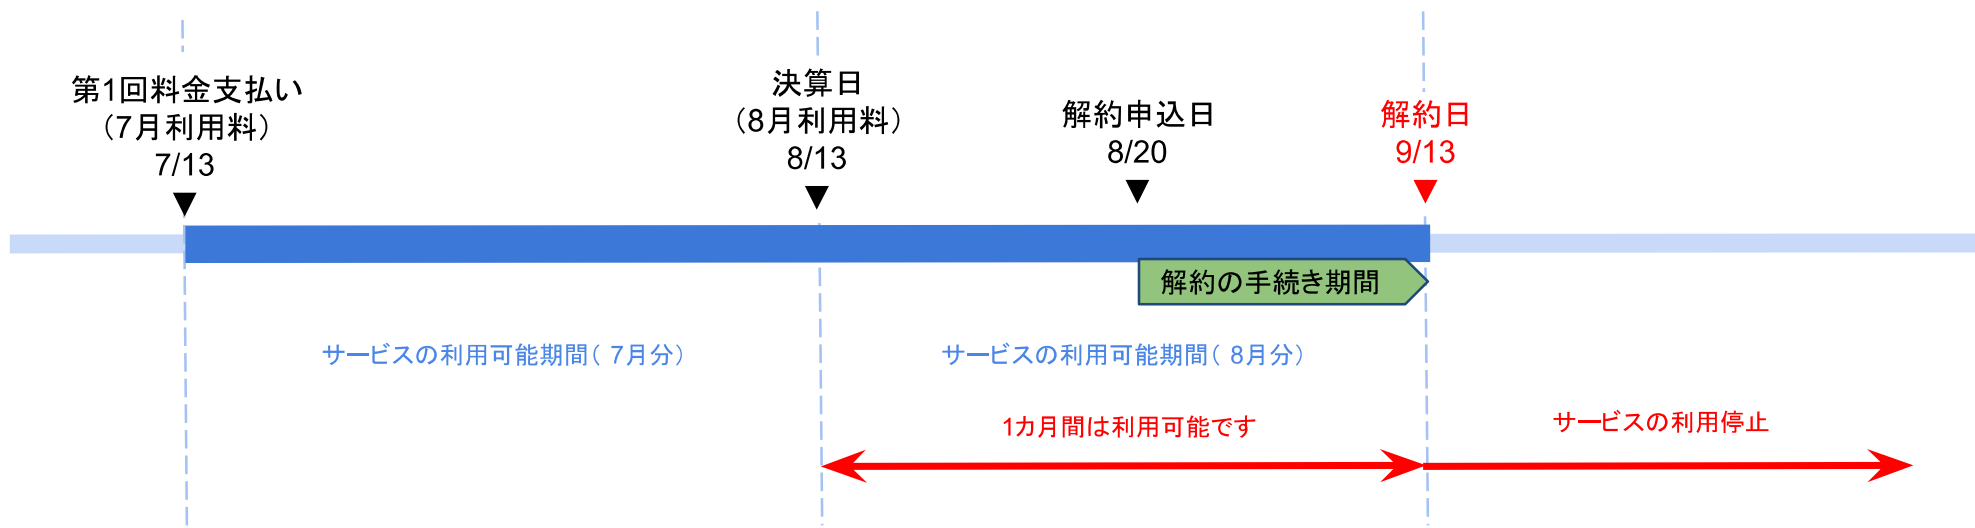 第1回料金支払い
（7月利用料）
7/13
決算日
（8月利用料）
8/13
解約申込日
8/20
解約日
9/13
解約の手続き期間
サービスの利用可能期間（ 7月分）
サービスの利用可能期間（ 8月分）
1カ月間は利用可能です
サービスの利用停止